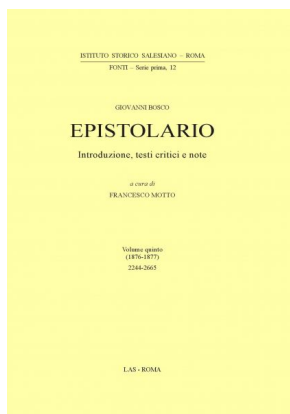 ISTITUTO STORICO SALESIANO – ROMA
FONTI – Serie prima, 12
GIOVANNI BOSCO
EPISTOLARIO
Introduzione, testi critici e note
a cura di
FRANCESCO MOTTO
Volume quinto
(1876-1877)
2244-2665
LAS - ROMA